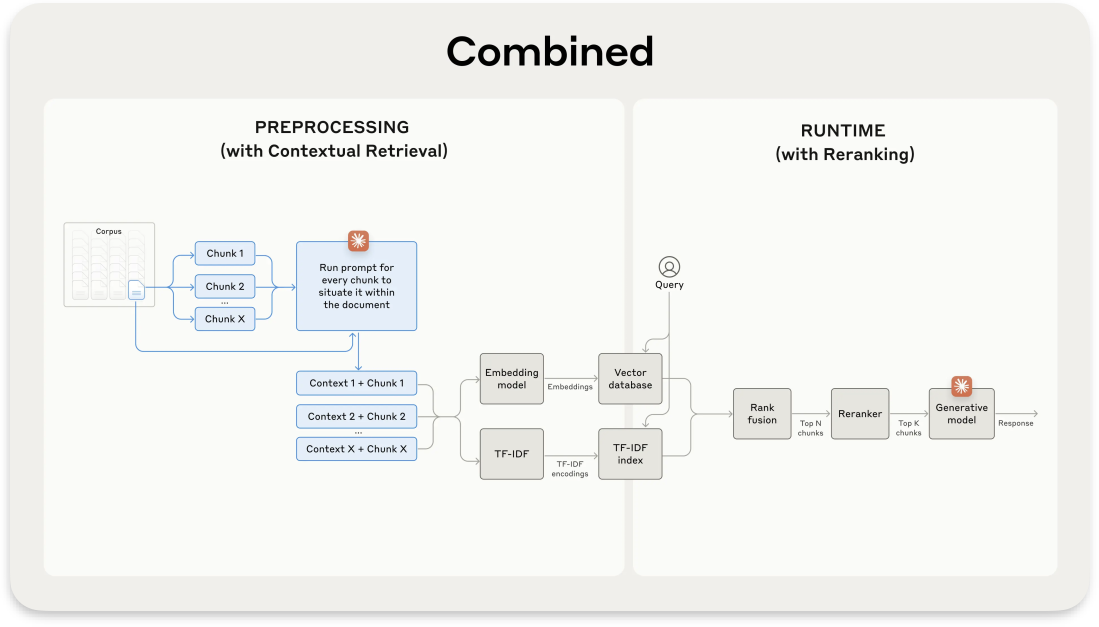 Combined
PREPROCESSING
(with Contextual Retrieval)
Corpus
Chunk 1
Chunk 2
...
Chunk X
Run prompt for
every chunk to
situate it within
the document
Context 1 + Chunk 1
Context 2 + Chunk 2
...
Context X + Chunk X
Embedding
model
Embeddings
TF-IDF
TF-IDF
encodings
RUNTIME
(with Reranking)
Query
Vector
database
TF-IDF
index
Rank
fusion
Top N
chunks
Reranker
Top K
chunks
Generative
model
Response